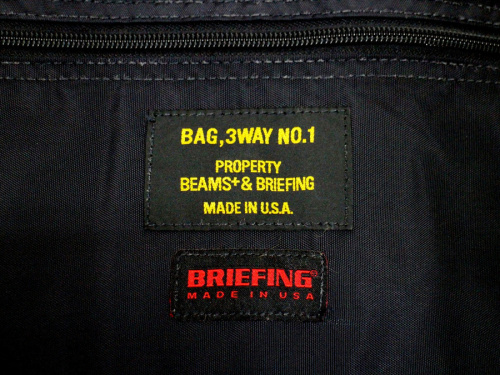 BAG,3WAY NO.1
PROPERTY
BEAMS+ & BRIEFING
MADE IN U.S.A.
BRIEFING®
MADE IN USA